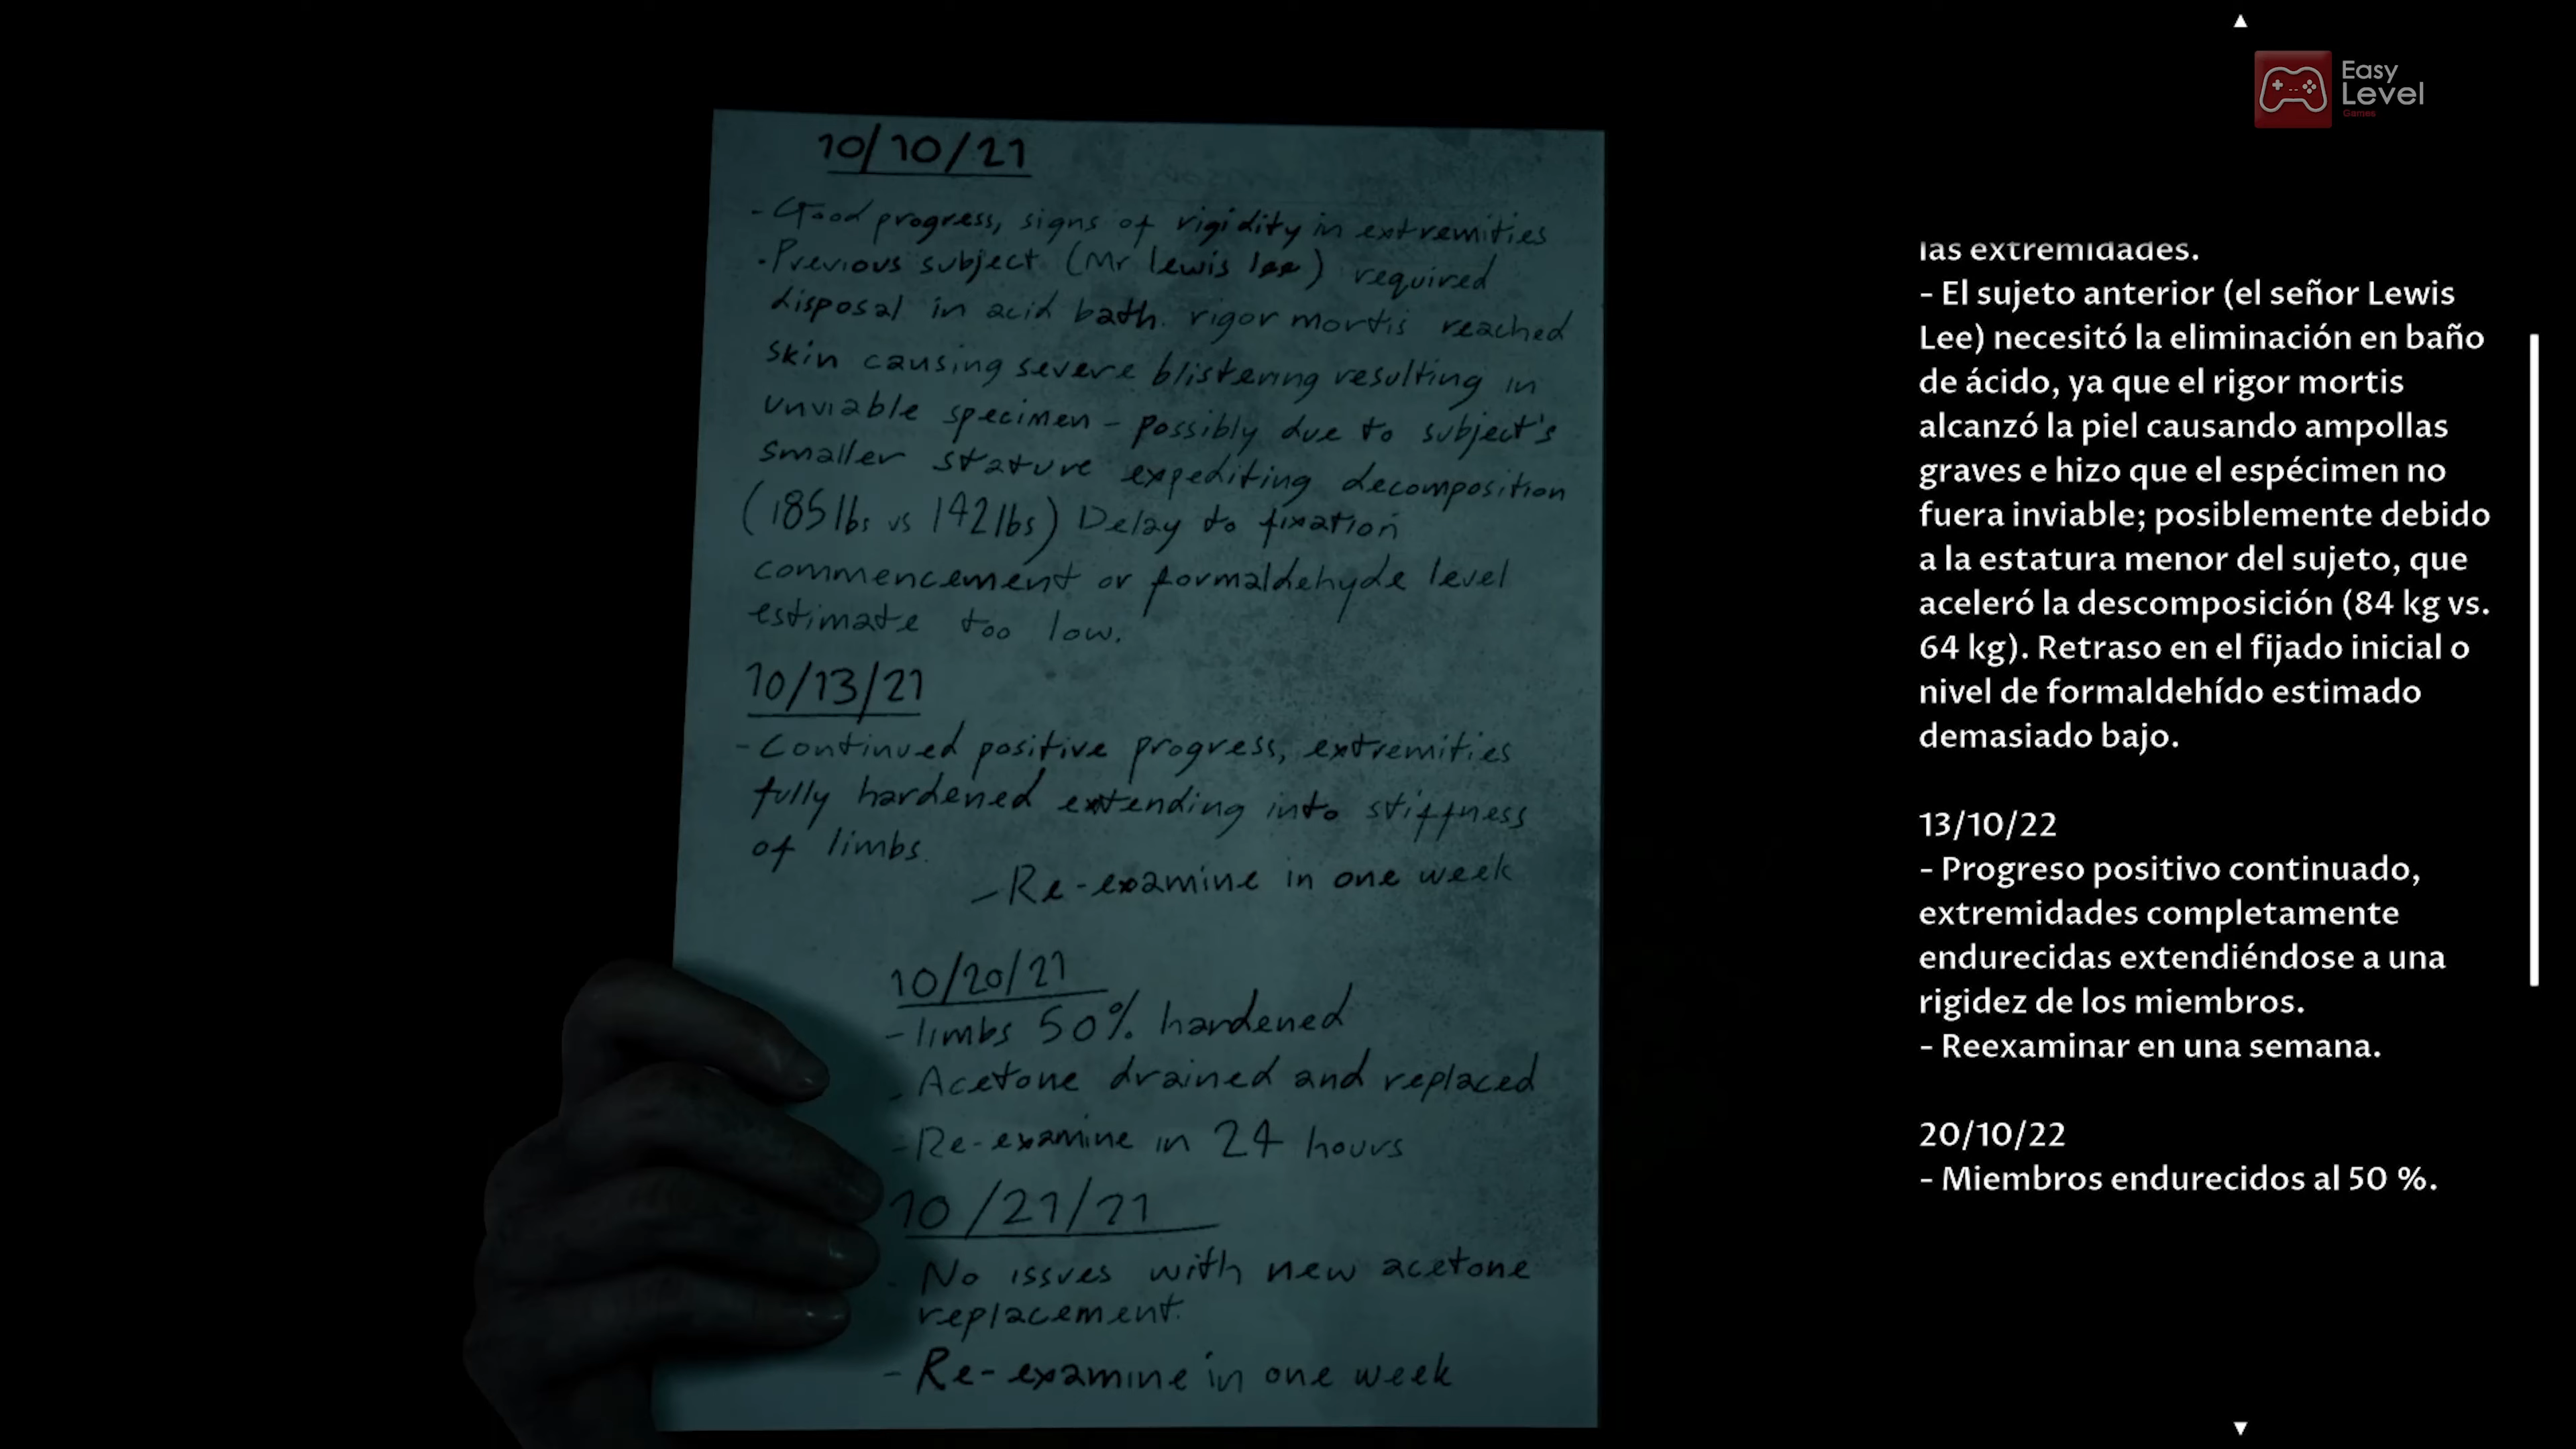 10/10/21
- Good progress, signs of rigidity in extremities
- Previous subject (Mr lewis lee) required
disposal in acid bath. rigor mortis reached
skin causing severe blistering resulting in
unviable specimen - possibly due to subject's
smaller stature expediting decomposition
(185 lbs vs 142 lbs) Delay to fixation
commencement or formaldehyde level
estimate too low.
10/13/21
- Continued positive progress, extremities
fully hardened extending into stiffness
of limbs.
- Re-examine in one week
10/20/21
- limbs 50% hardened
- Acetone drained and replaced
- Re-examine in 24 hours
10/21/21
- No issues with new acetone
replacement.
- Re-examine in one week
▲
Easy
Level
Games
las extremidades.
- El sujeto anterior (el señor Lewis
Lee) necesitó la eliminación en baño
de ácido, ya que el rigor mortis
alcanzó la piel causando ampollas
graves e hizo que el espécimen no
fuera inviable; posiblemente debido
a la estatura menor del sujeto, que
aceleró la descomposición (84 kg vs.
64 kg). Retraso en el fijado inicial o
nivel de formaldehído estimado
demasiado bajo.
13/10/22
- Progreso positivo continuado,
extremidades completamente
endurecidas extendiéndose a una
rigidez de los miembros.
- Reexaminar en una semana.
20/10/22
- Miembros endurecidos al 50 %.
▼